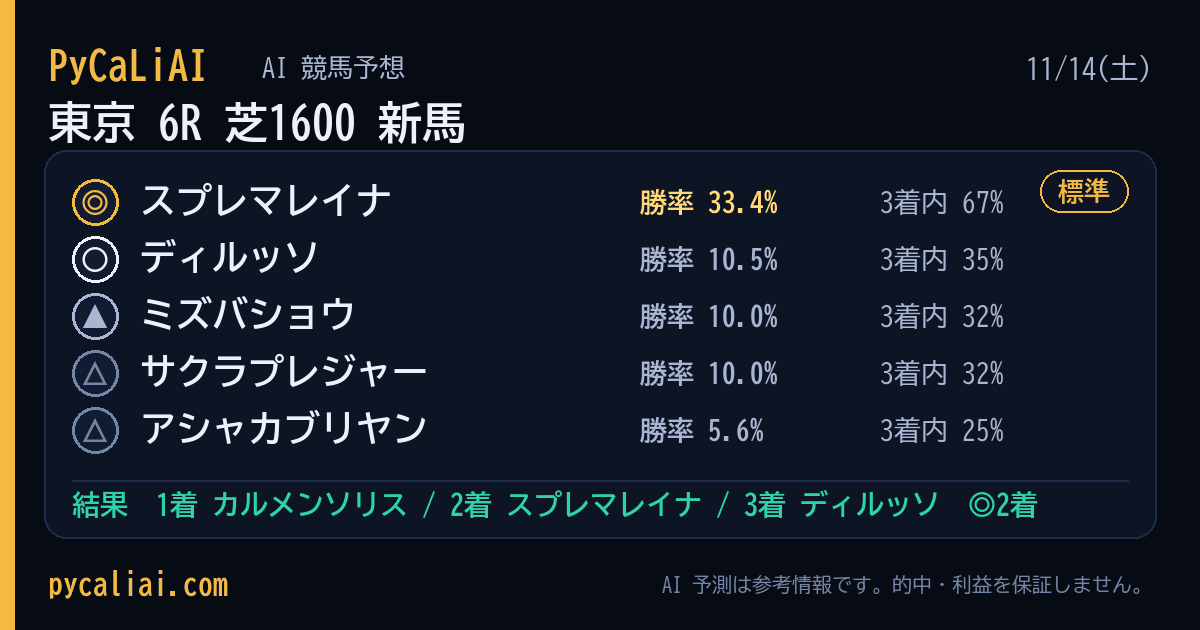 PyCaLiAI AI 競馬予想 11/14(土)
東京 6R 芝1600 新馬
◎ スプレマレイナ 勝率 33.4% 3着内 67% 標準
○ ディルッソ 勝率 10.5% 3着内 35%
▲ ミズバショウ 勝率 10.0% 3着内 32%
△ サクラプレジャー 勝率 10.0% 3着内 32%
△ アシャカブリヤン 勝率 5.6% 3着内 25%
結果 1着 カルメンソリス / 2着 スプレマレイナ / 3着 ディルッソ ◎2着
pycaliai.com AI 予測は参考情報です。的中・利益を保証しません。